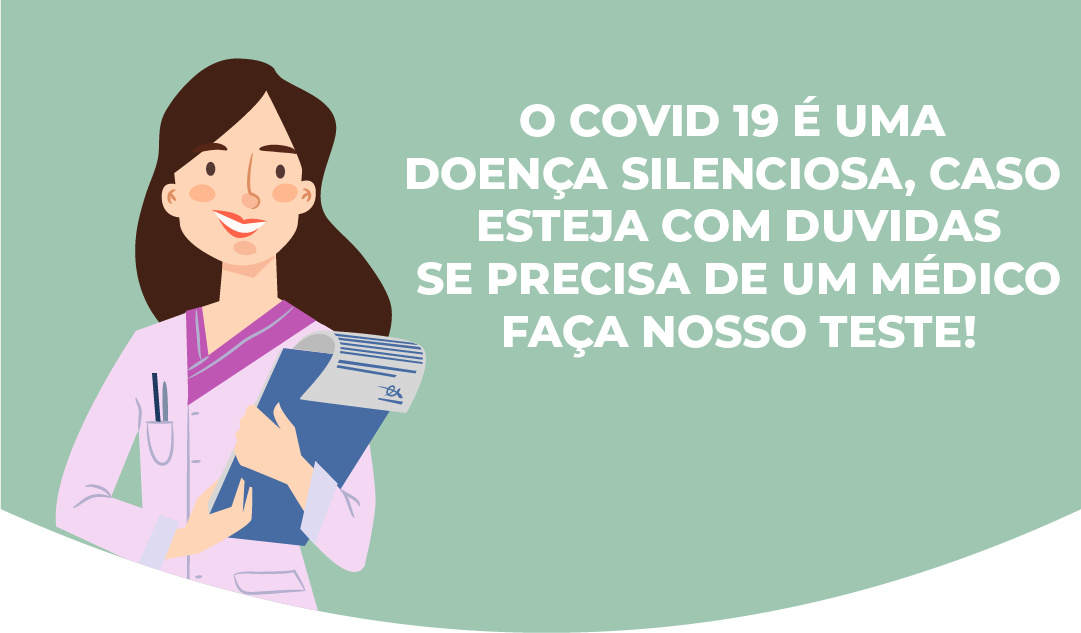 O COVID 19 É UMA
DOENÇA SILENCIOSA, CASO
ESTEJA COM DUVIDAS
SE PRECISA DE UM MÉDICO
FAÇA NOSSO TESTE!